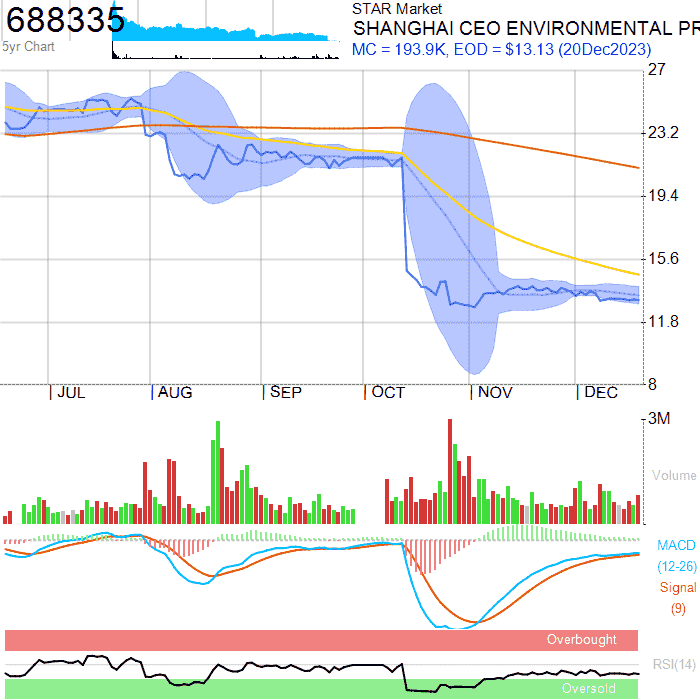 688335
STAR Market
SHANGHAI CEO ENVIRONMENTAL PR
5yr Chart
MC = 193.9K, EOD = $13.13 (20Dec2023)
27
23.2
19.4
15.6
11.8
8
JUL
AUG
SEP
OCT
NOV
DEC
3M
Volume
MACD
(12-26)
Signal
(9)
Overbought
RSI(14)
Oversold